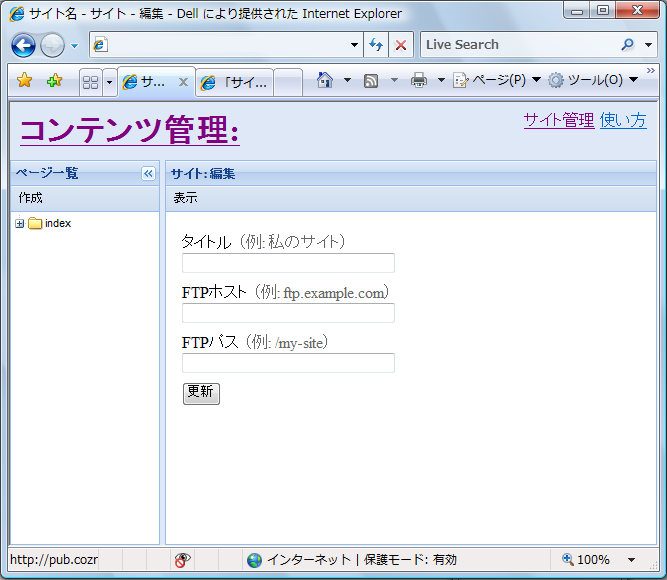 サイト名 - サイト - 編集 - Dell により提供された Internet Explorer
Live Search
サ...
「サイ...
ページ(P)
ツール(O)
コンテンツ管理:
サイト管理 使い方
ページ一覧
サイト: 編集
作成
表示
index
タイトル（例: 私のサイト）
FTPホスト（例: ftp.example.com）
FTPパス（例: /my-site）
更新
http://pub.cozr
インターネット | 保護モード: 有効
100%